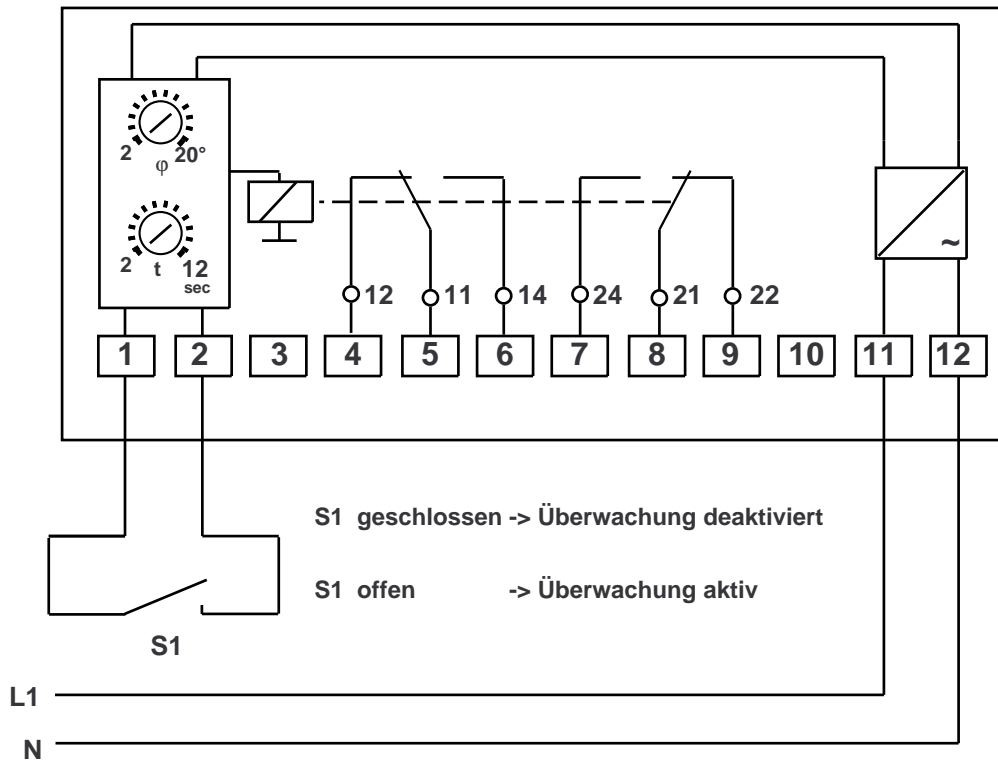 2 20°
φ
2 t 12
sec
12 11 14 24 21 22
~
1 2 3 4 5 6 7 8 9 10 11 12
S1 geschlossen -> Überwachung deaktiviert
S1 offen -> Überwachung aktiv
S1
L1
N